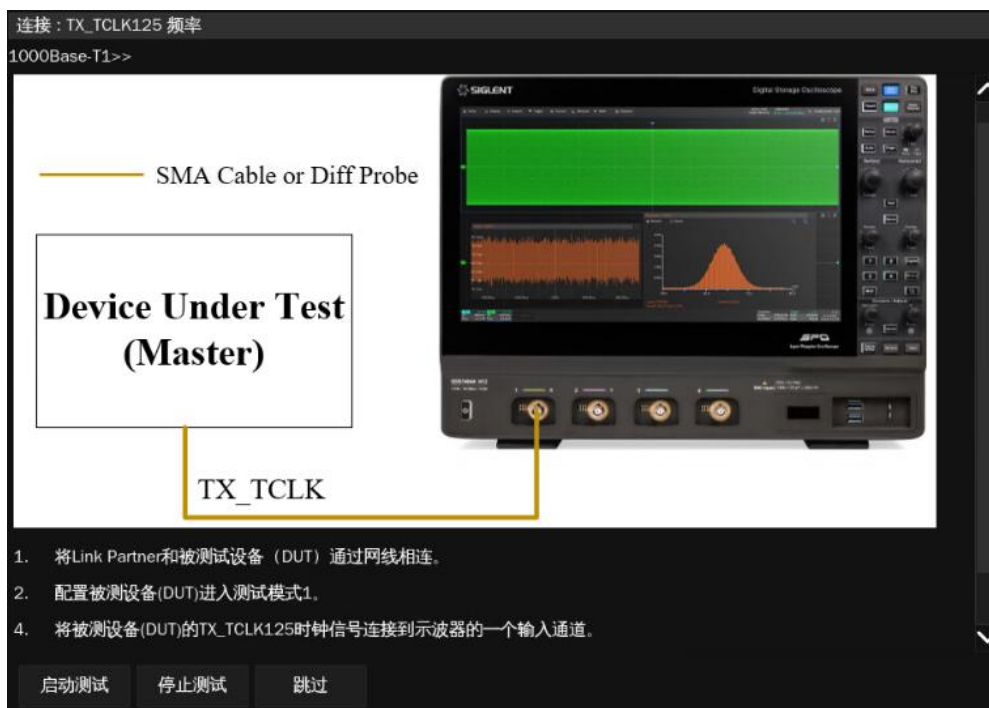 连接：TX_TCLK125 频率
1000Base-T1>>
SIGLENT
Digital Storage Oscilloscope
SMA Cable or Diff Probe
Device Under Test
(Master)
TX_TCLK
1. 将Link Partner和被测试设备（DUT）通过网线相连。
2. 配置被测设备(DUT)进入测试模式1。
4. 将被测设备(DUT)的TX_TCLK125时钟信号连接到示波器的一个输入通道。
启动测试 停止测试 跳过